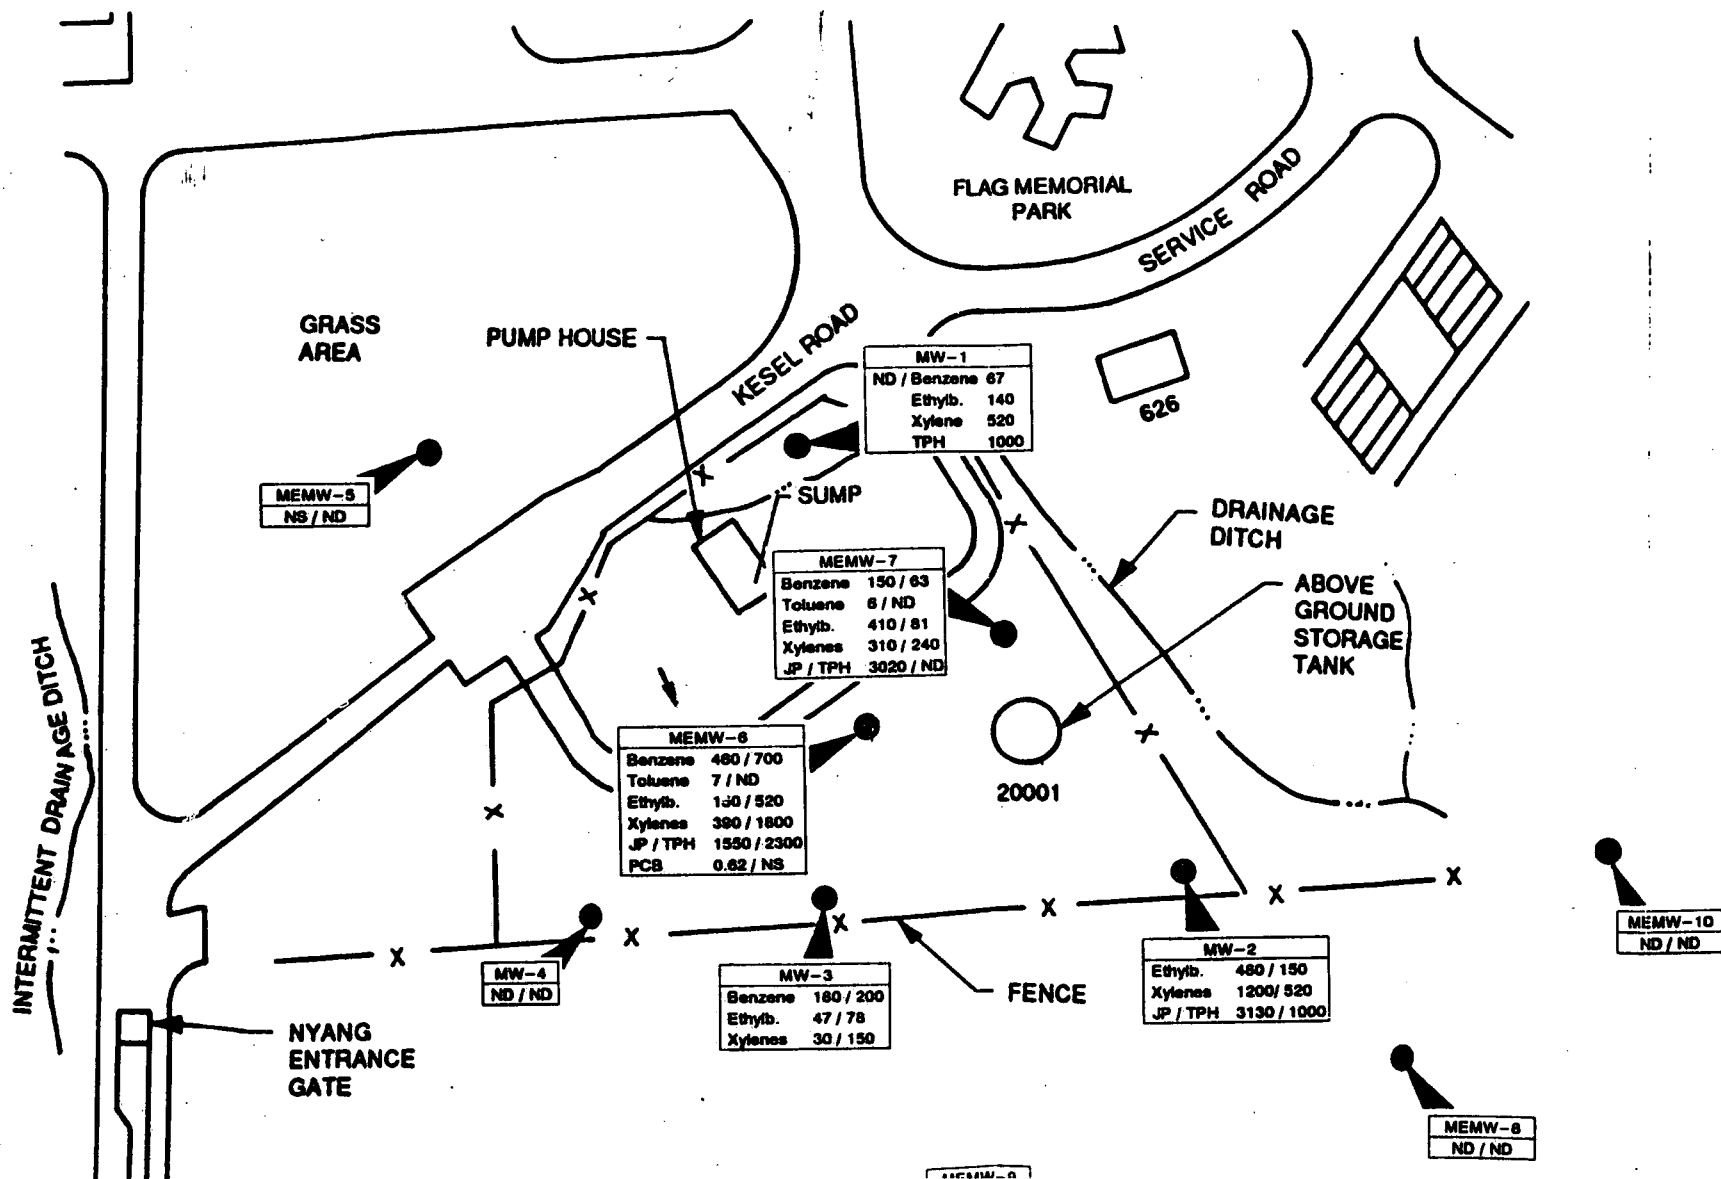 FLAG MEMORIAL
PARK
SERVICE ROAD
GRASS
AREA
PUMP HOUSE
KESEL ROAD
MW-1
ND / Benzene 67
Ethylb. 140
Xylene 520
TPH 1000
626
MEMW-5
NS / ND
SUMP
DRAINAGE
DITCH
MEMW-7
Benzene 150 / 63
Toluene 6 / ND
Ethylb. 410 / 81
Xylenes 310 / 240
JP / TPH 3020 / ND
ABOVE
GROUND
STORAGE
TANK
INTERMITTENT DRAINAGE DITCH
MEMW-6
Benzene 460 / 700
Toluene 7 / ND
Ethylb. / 520
Xylenes 390 / 1800
JP / TPH 1550 / 2300
PCB 0.62 / NS
20001
MEMW-10
ND / ND
MW-4
ND / ND
MW-3
Benzene 160 / 200
Ethylb. 47 / 78
Xylenes 30 / 150
FENCE
MW-2
Ethylb. 460 / 150
Xylenes 1200/ 520
JP / TPH 3130 / 1000
NYANG
ENTRANCE
GATE
MEMW-8
ND / ND